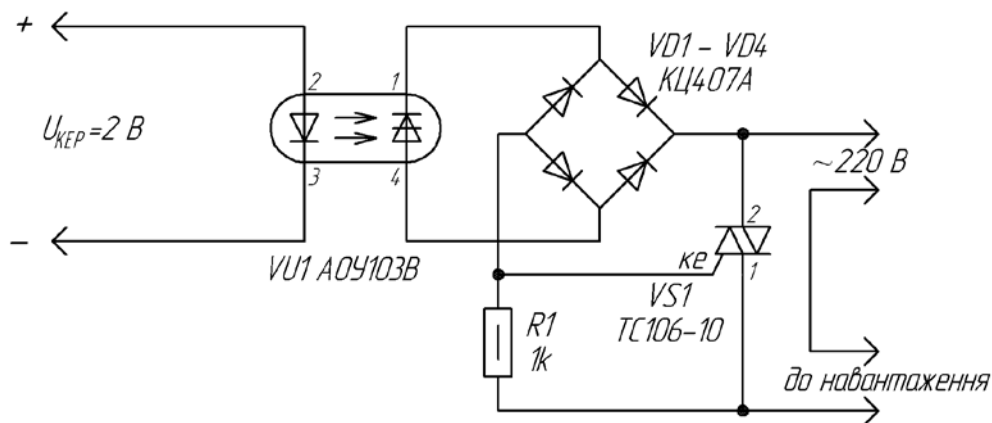 +
2
1
VD1 – VD4
КЦ407А
U_КЕР=2 В
3
4
~220 В
–
VU1 АОУ103В
2
ке
1
VS1
ТС106-10
R1
1k
до навантаження